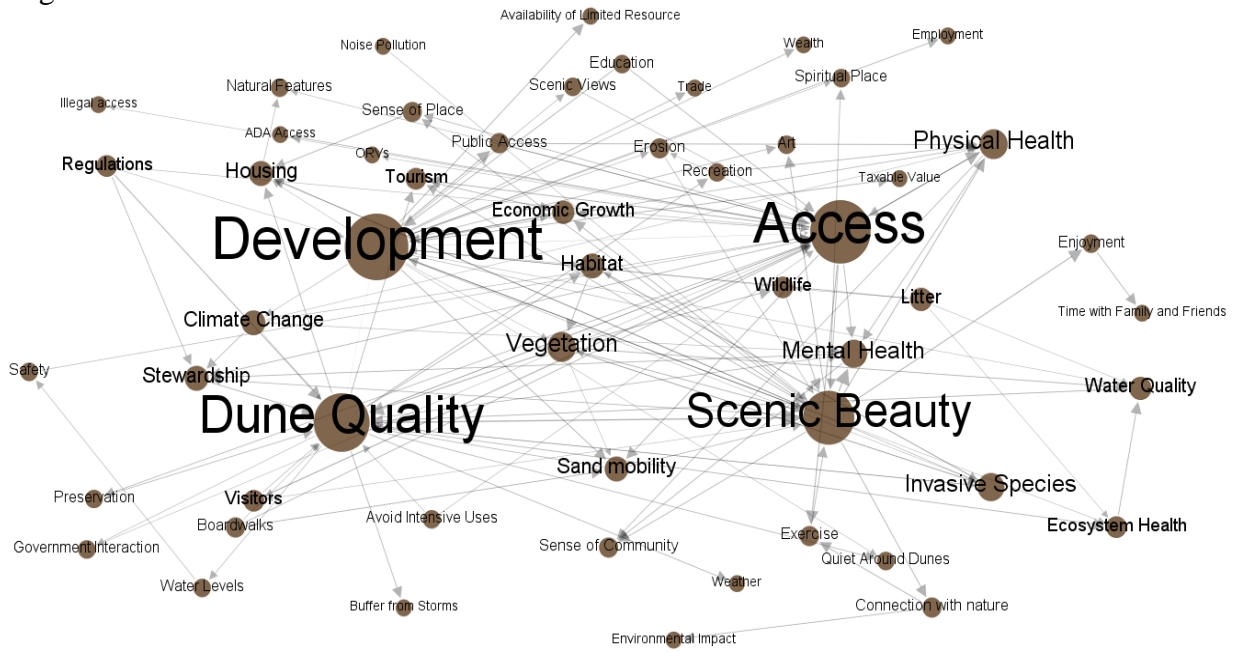 Availability of Limited Resource
Noise Pollution
Wealth
Employment
Education
Natural Features
Scenic Views
Trade
Spiritual Place
Illegal access
Sense of Place
ADA Access
Public Access
Erosion
Art
Physical Health
Regulations
Housing
ORVs
Tourism
Recreation
Taxable Value
Economic Growth
Development
Access
Enjoyment
Habitat
Wildlife
Litter
Time with Family and Friends
Climate Change
Vegetation
Mental Health
Safety
Stewardship
Water Quality
Dune Quality
Scenic Beauty
Sand mobility
Invasive Species
Preservation
Visitors
Boardwalks
Avoid Intensive Uses
Ecosystem Health
Government Interaction
Sense of Community
Exercise
Quiet Around Dunes
Water Levels
Weather
Buffer from Storms
Connection with nature
Environmental Impact